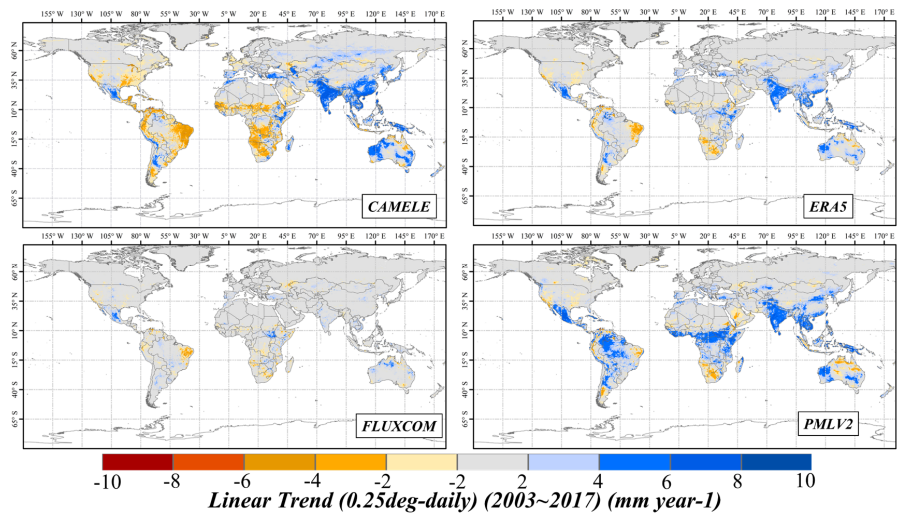 155° W 130° W 105° W 80° W 55° W 30° W 5° W 20° E 45° E 70° E 95° E 120° E 145° E 170° E
155° W 130° W 105° W 80° W 55° W 30° W 5° W 20° E 45° E 70° E 95° E 120° E 145° E 170° E
60° N
35° N
10° N
15° S
40° S
65° S
CAMELE
60° N
35° N
10° N
15° S
40° S
65° S
ERA5
155° W 130° W 105° W 80° W 55° W 30° W 5° W 20° E 45° E 70° E 95° E 120° E 145° E 170° E
155° W 130° W 105° W 80° W 55° W 30° W 5° W 20° E 45° E 70° E 95° E 120° E 145° E 170° E
60° N
35° N
10° N
15° S
40° S
65° S
FLUXCOM
60° N
35° N
10° N
15° S
40° S
65° S
PMLV2
-10 -8 -6 -4 -2 -2 2 4 6 8 10
Linear Trend (0.25deg-daily) (2003~2017) (mm year-1)